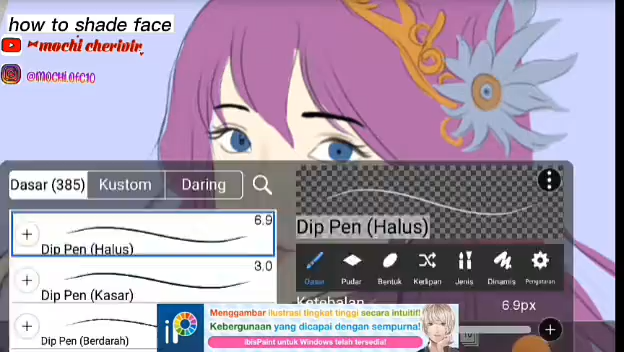 how to shade face
mochi cherivir
@MOCHI.OFC10
Dasar (385) Kustom Daring
6.9
Dip Pen (Halus)
3.0
Dip Pen (Kasar)
Dip Pen (Berdarah)
Dip Pen (Halus)
Dasar Pudar Bentuk Kedipan Jenis Dinamis Pengaturan
Ketebalan 6.9px
Menggambar ilustrasi tingkat tinggi secara intuitif!
Kebergunaan yang dicapai dengan sempurna!
ibisPaint untuk Windows telah tersedia!
10